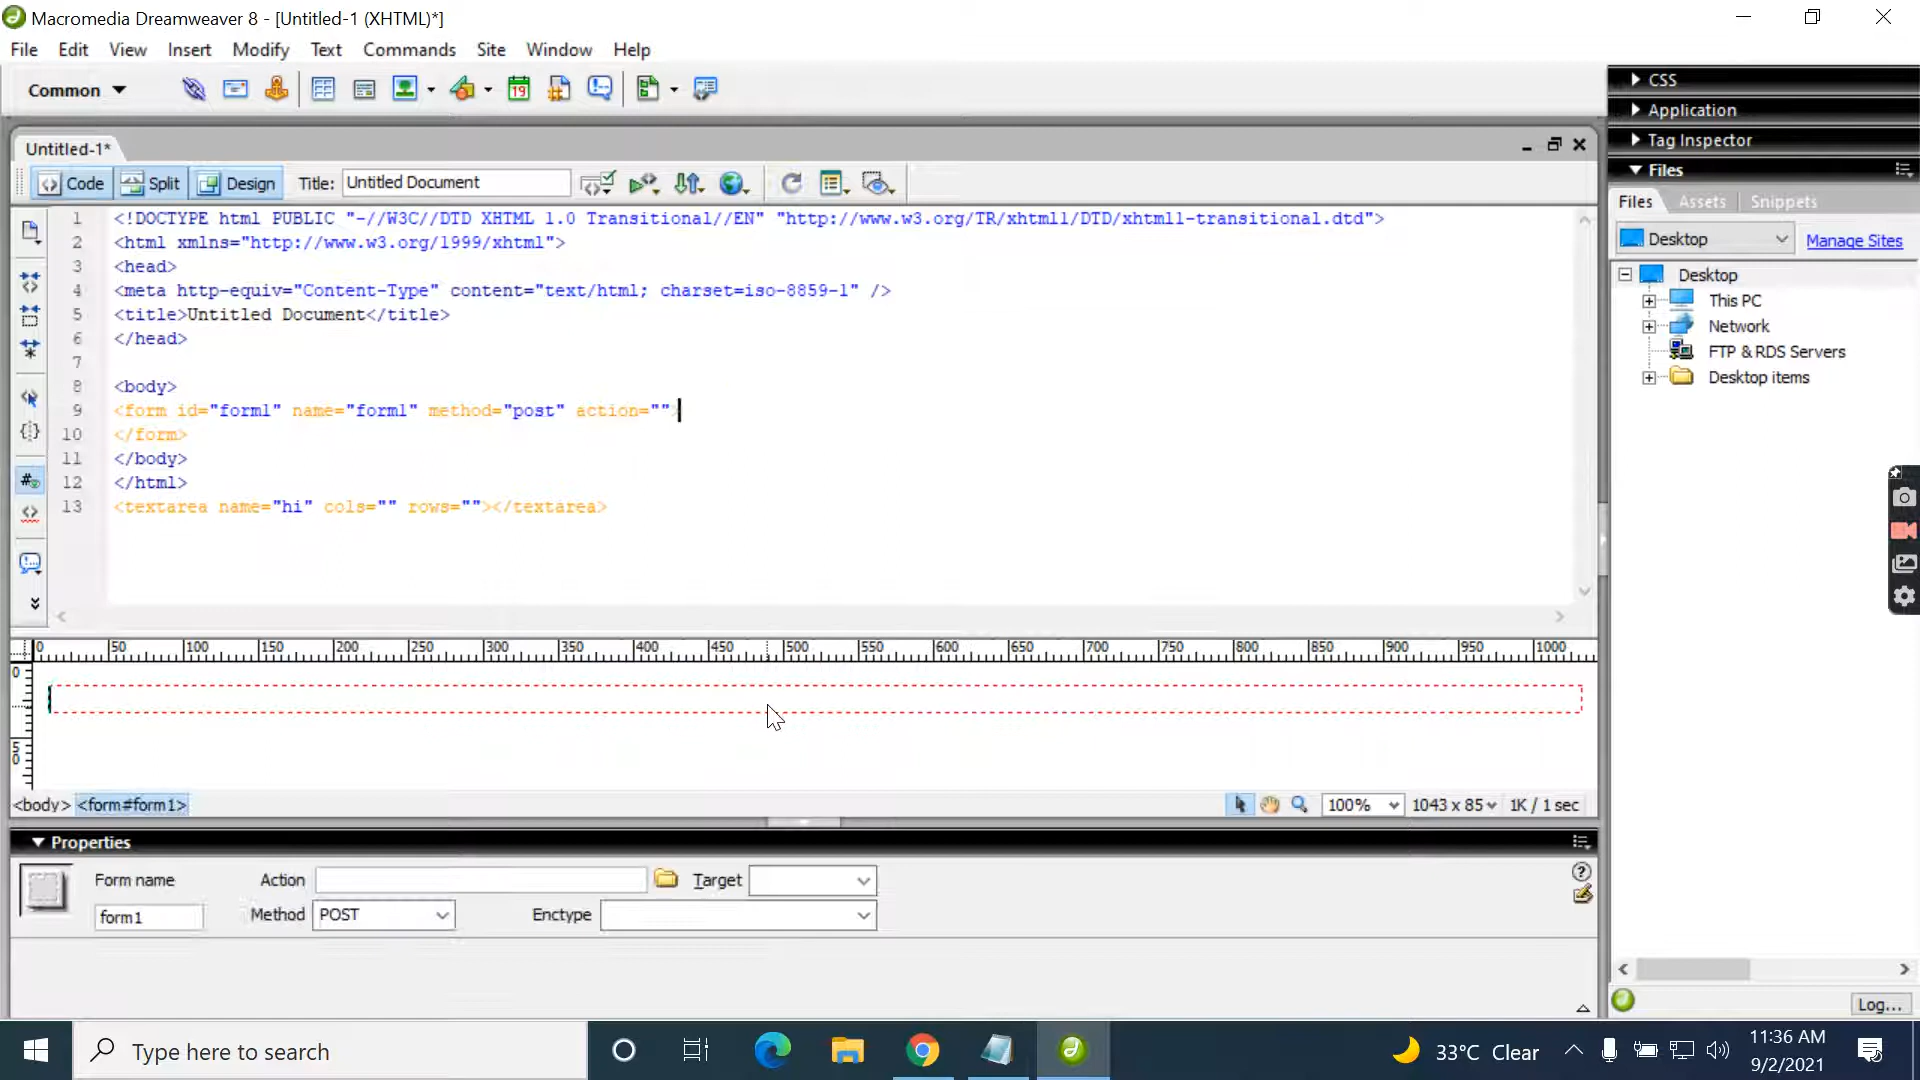 Macromedia Dreamweaver 8 - [Untitled-1 (XHTML)*]
File Edit View Insert Modify Text Commands Site Window Help
Common
19
CSS
Application
Tag Inspector
Files
Untitled-1*
Code Split Design Title: Untitled Document
Files Assets Snippets
Desktop Manage Sites
Desktop
This PC
Network
FTP & RDS Servers
Desktop items
1 <!DOCTYPE html PUBLIC "-//W3C//DTD XHTML 1.0 Transitional//EN" "http://www.w3.org/TR/xhtml1/DTD/xhtml1-transitional.dtd">
2 <html xmlns="http://www.w3.org/1999/xhtml">
3 <head>
4 <meta http-equiv="Content-Type" content="text/html; charset=iso-8859-1" />
5 <title>Untitled Document</title>
6 </head>
7
8 <body>
9 <form id="form1" name="form1" method="post" action="">
10 </form>
11 </body>
12 </html>
13 <textarea name="hi" cols="" rows=""></textarea>
0 50 100 150 200 250 300 350 400 450 500 550 600 650 700 750 800 850 900 950 1000
0
50
<body> <form#form1> 100% 1043 x 85 1K / 1 sec
Properties
Form name Action Target
form1 Method POST Enctype
Log...
Type here to search
33°C Clear
11:36 AM
9/2/2021